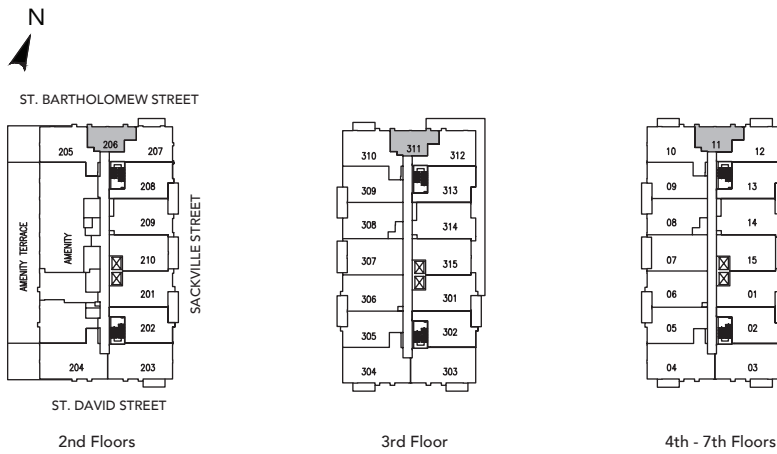 N
ST. BARTHOLOMEW STREET
205 206 207
208
209
210
201
202
204 203
AMENITY TERRACE
AMENITY
SACKVILLE STREET
ST. DAVID STREET
2nd Floors
310 311 312
309 313
308 314
307 315
306 301
305 302
304 303
3rd Floor
10 11 12
09 13
08 14
07 15
06 01
05 02
04 03
4th - 7th Floors